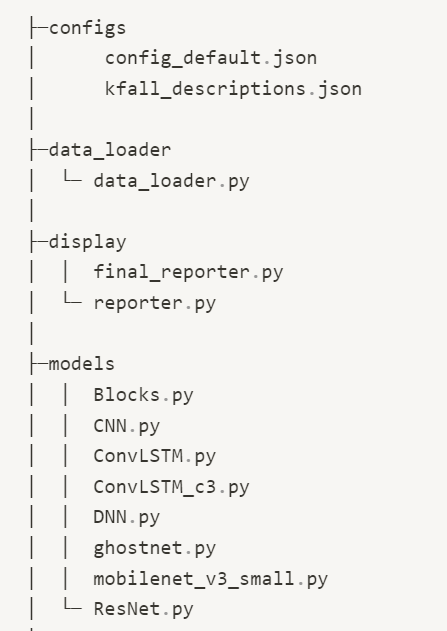 ├─configs
│      config_default.json
│      kfall_descriptions.json
│
├─data_loader
│  └─ data_loader.py
│
├─display
│  │  final_reporter.py
│  └─ reporter.py
│
├─models
│  │  Blocks.py
│  │  CNN.py
│  │  ConvLSTM.py
│  │  ConvLSTM_c3.py
│  │  DNN.py
│  │  ghostnet.py
│  │  mobilenet_v3_small.py
│  └─ ResNet.py